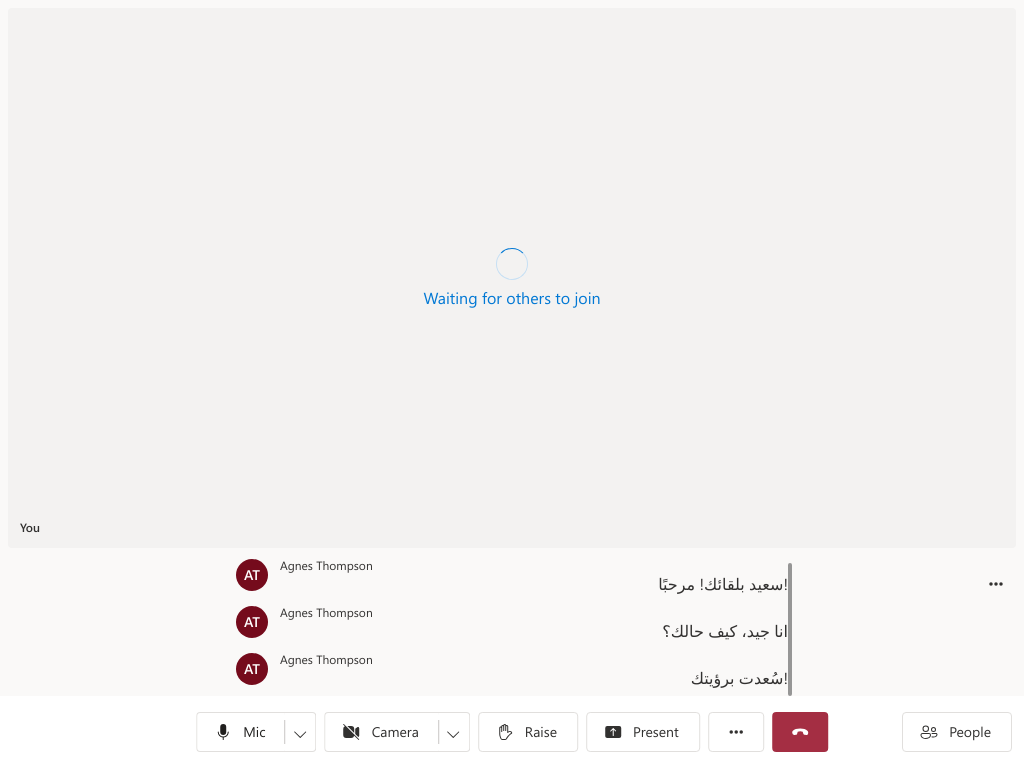 Waiting for others to join
You
AT
Agnes Thompson
!سعيد بلقائك! مرحبًا
AT
Agnes Thompson
انا جيد، كيف حالك؟
AT
Agnes Thompson
!سُعدت برؤيتك
Mic Camera Raise Present People